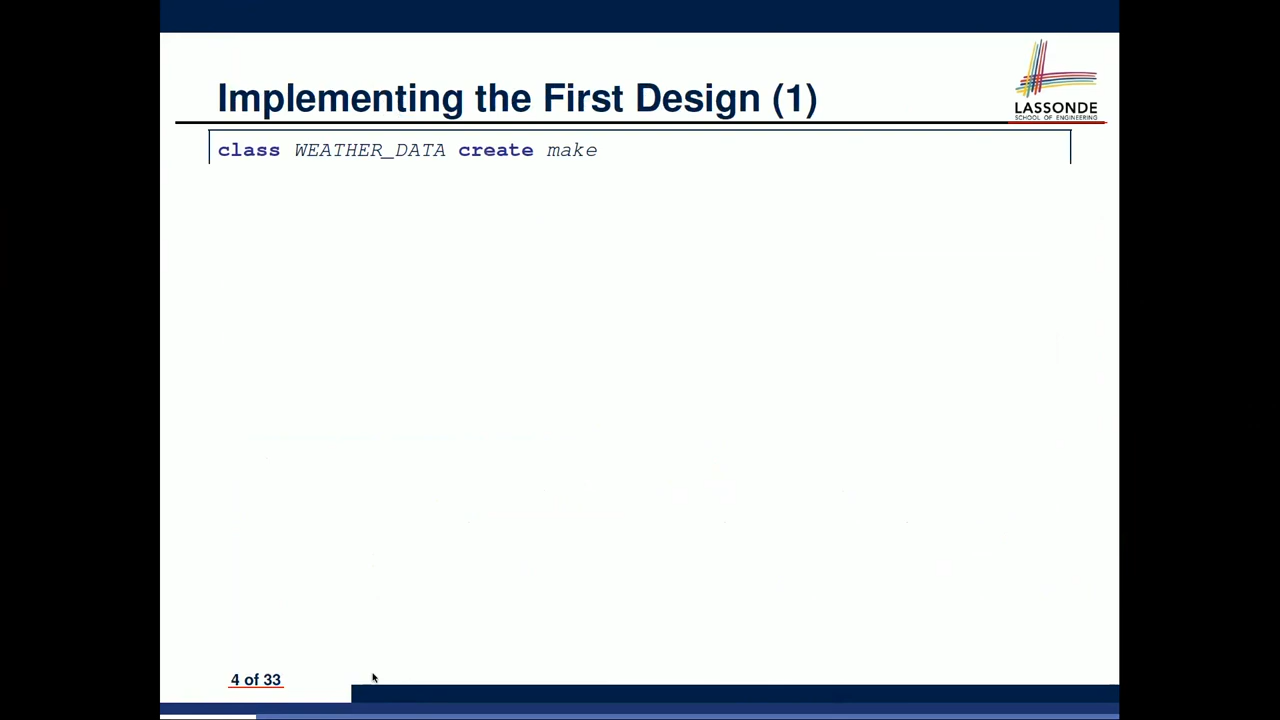 Implementing the First Design (1)
LASSONDE
SCHOOL OF ENGINEERING
class WEATHER_DATA create make
4 of 33